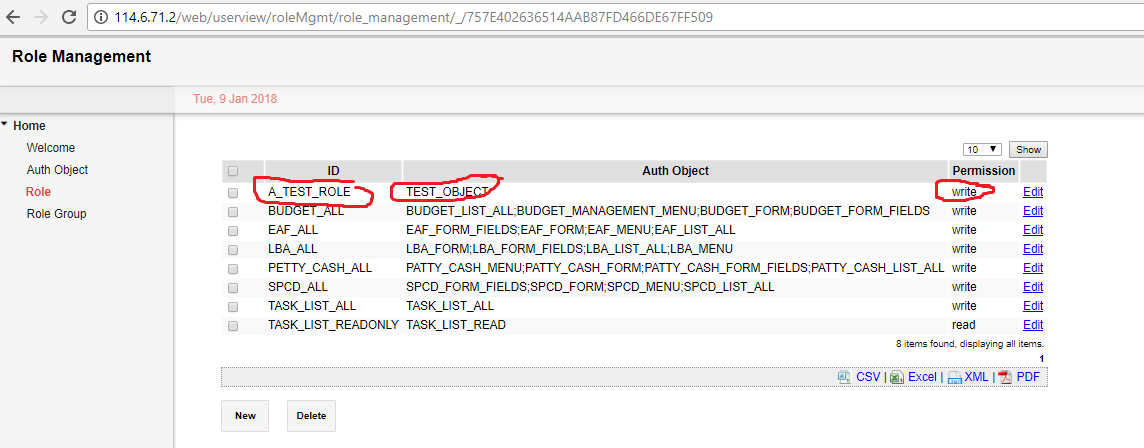 114.6.71.2/web/userview/roleMgmt/role_management/_/757E402636514AAB87FD466DE67FF509
Role Management
Tue, 9 Jan 2018
Home
Welcome
Auth Object
Role
Role Group
10 Show
ID Auth Object Permission
A_TEST_ROLE TEST_OBJECT write Edit
BUDGET_ALL BUDGET_LIST_ALL;BUDGET_MANAGEMENT_MENU;BUDGET_FORM;BUDGET_FORM_FIELDS write Edit
EAF_ALL EAF_FORM_FIELDS;EAF_FORM;EAF_MENU;EAF_LIST_ALL write Edit
LBA_ALL LBA_FORM;LBA_FORM_FIELDS;LBA_LIST_ALL;LBA_MENU write Edit
PETTY_CASH_ALL PATTY_CASH_MENU;PATTY_CASH_FORM;PATTY_CASH_FORM_FIELDS;PATTY_CASH_LIST_ALL write Edit
SPCD_ALL SPCD_FORM_FIELDS;SPCD_FORM;SPCD_MENU;SPCD_LIST_ALL write Edit
TASK_LIST_ALL TASK_LIST_ALL write Edit
TASK_LIST_READONLY TASK_LIST_READ read Edit
8 items found, displaying all items.
1
CSV | Excel | XML | PDF
New Delete